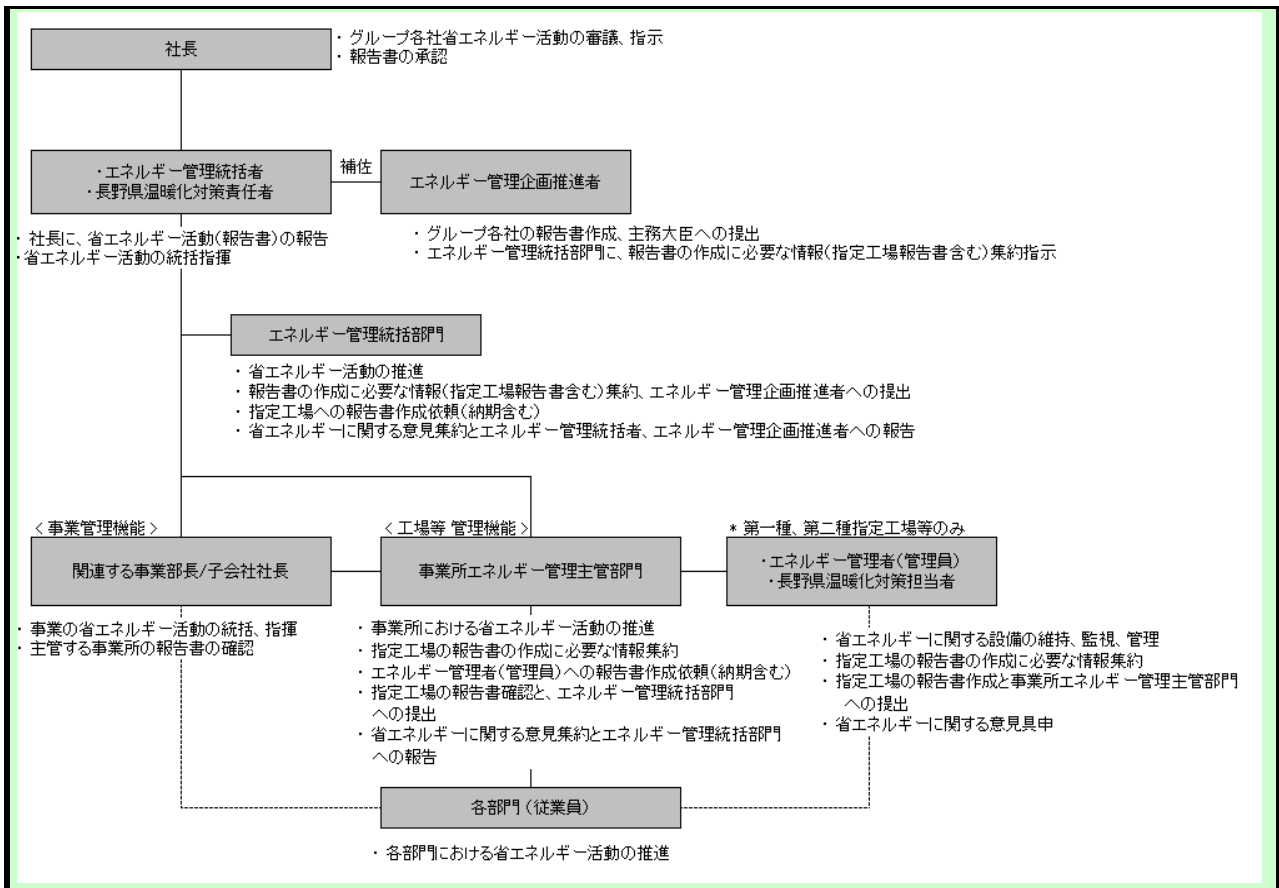 社長
・グループ各社省エネルギー活動の審議、指示
・報告書の承認
・エネルギー管理統括者
・長野県温暖化対策責任者
補佐
エネルギー管理企画推進者
・社長に、省エネルギー活動(報告書)の報告
・省エネルギー活動の統括指揮
・グループ各社の報告書作成、主務大臣への提出
・エネルギー管理統括部門に、報告書の作成に必要な情報(指定工場報告書含む)集約指示
エネルギー管理統括部門
・省エネルギー活動の推進
・報告書の作成に必要な情報(指定工場報告書含む)集約、エネルギー管理企画推進者への提出
・指定工場への報告書作成依頼(納期含む)
・省エネルギーに関する意見集約とエネルギー管理統括者、エネルギー管理企画推進者への報告
<事業管理機能>
関連する事業部長/子会社社長
・事業の省エネルギー活動の統括、指揮
・主管する事業所の報告書の確認
<工場等 管理機能>
事業所エネルギー管理主管部門
・事業所における省エネルギー活動の推進
・指定工場の報告書の作成に必要な情報集約
・エネルギー管理者(管理員)への報告書作成依頼(納期含む)
・指定工場の報告書確認と、エネルギー管理統括部門
への提出
・省エネルギーに関する意見集約とエネルギー管理統括部門
への報告
* 第一種、第二種指定工場等のみ
・エネルギー管理者(管理員)
・長野県温暖化対策担当者
・省エネルギーに関する設備の維持、監視、管理
・指定工場の報告書の作成に必要な情報集約
・指定工場の報告書作成と事業所エネルギー管理主管部門
への提出
・省エネルギーに関する意見具申
各部門(従業員)
・各部門における省エネルギー活動の推進